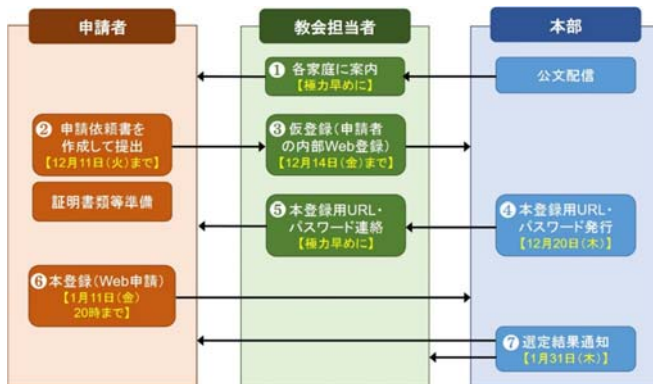 申請者
教会担当者
本部
❶ 各家庭に案内
【極力早めに】
公文配信
❷ 申請依頼書を
作成して提出
【12月11日(火)まで】
❸ 仮登録(申請者
の内部Web登録)
【12月14日(金)まで】
証明書類等準備
❹ 本登録用URL・
パスワード発行
【12月20日(木)】
❺ 本登録用URL・
パスワード連絡
【極力早めに】
❻ 本登録(Web申請)
【1月11日(金)
20時まで】
❼ 選定結果通知
【1月31日(木)】